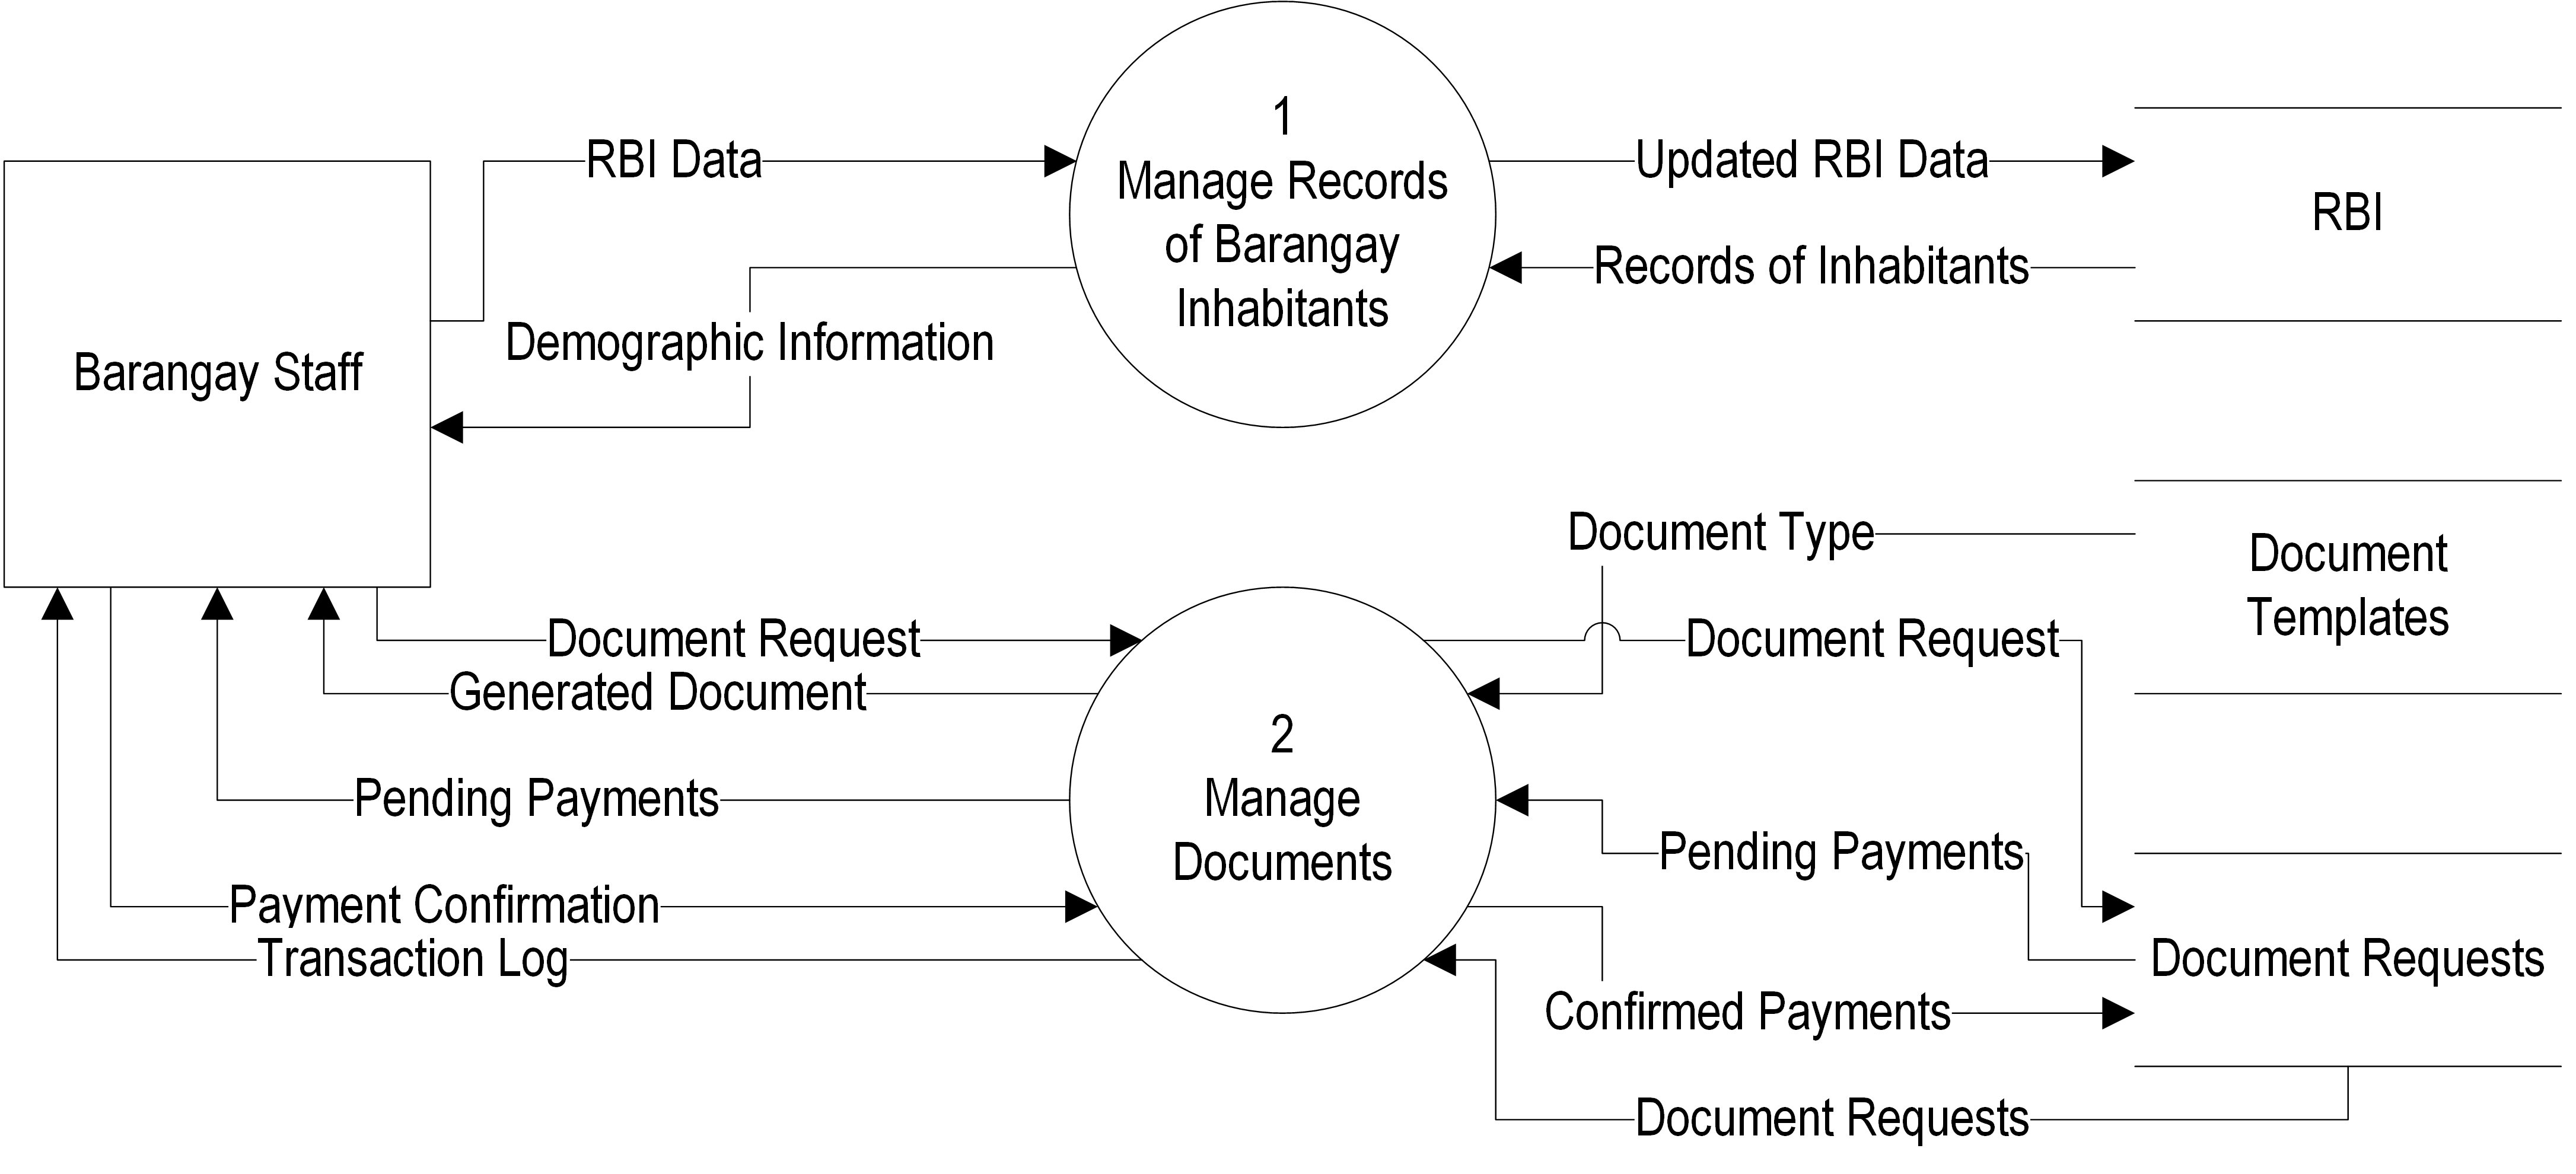 1
Manage Records
of Barangay
Inhabitants
RBI Data
Updated RBI Data
RBI
Records of Inhabitants
Demographic Information
Barangay Staff
Document Type
Document
Templates
Document Request
Document Request
Generated Document
2
Manage
Documents
Pending Payments
Pending Payments
Payment Confirmation
Transaction Log
Document Requests
Confirmed Payments
Document Requests